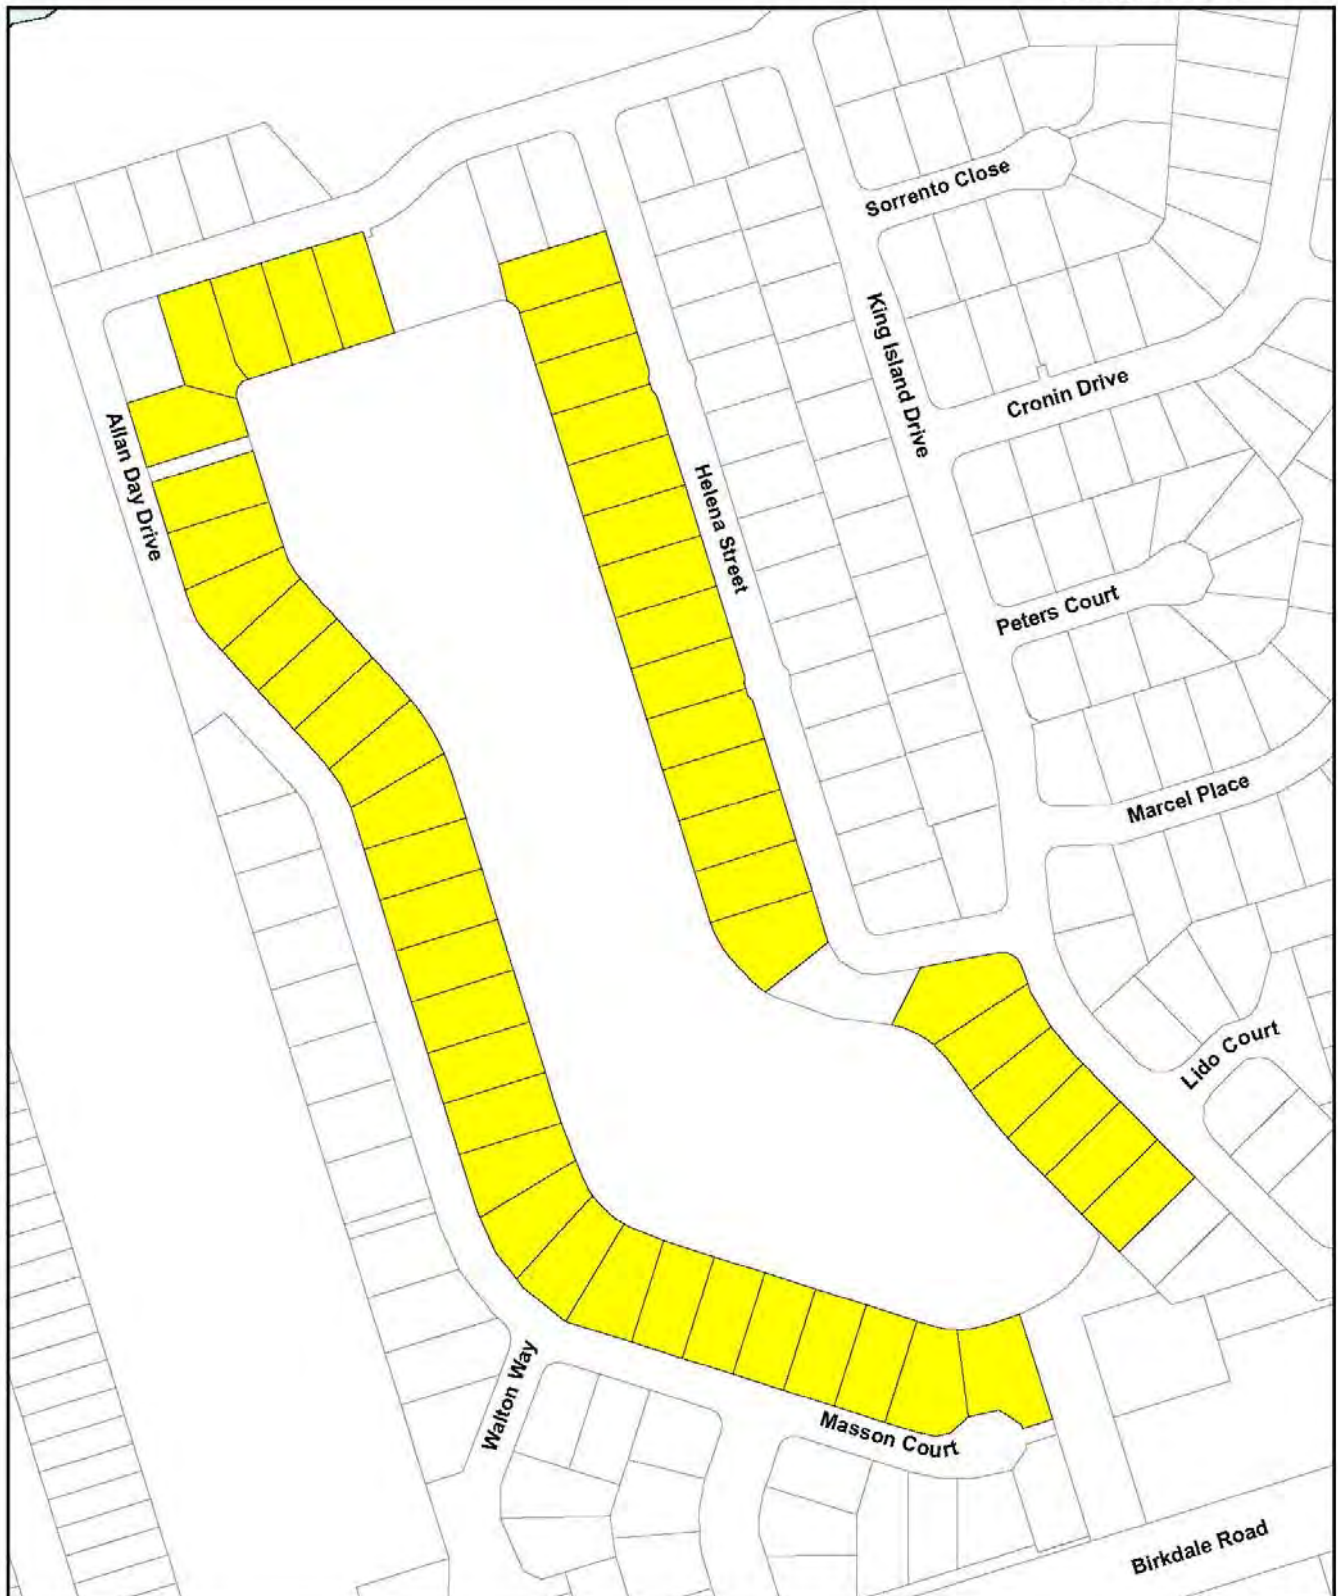 Sorrento Close
King Island Drive
Cronin Drive
Allan Day Drive
Helena Street
Peters Court
Marcel Place
Lido Court
Walton Way
Masson Court
Birkdale Road